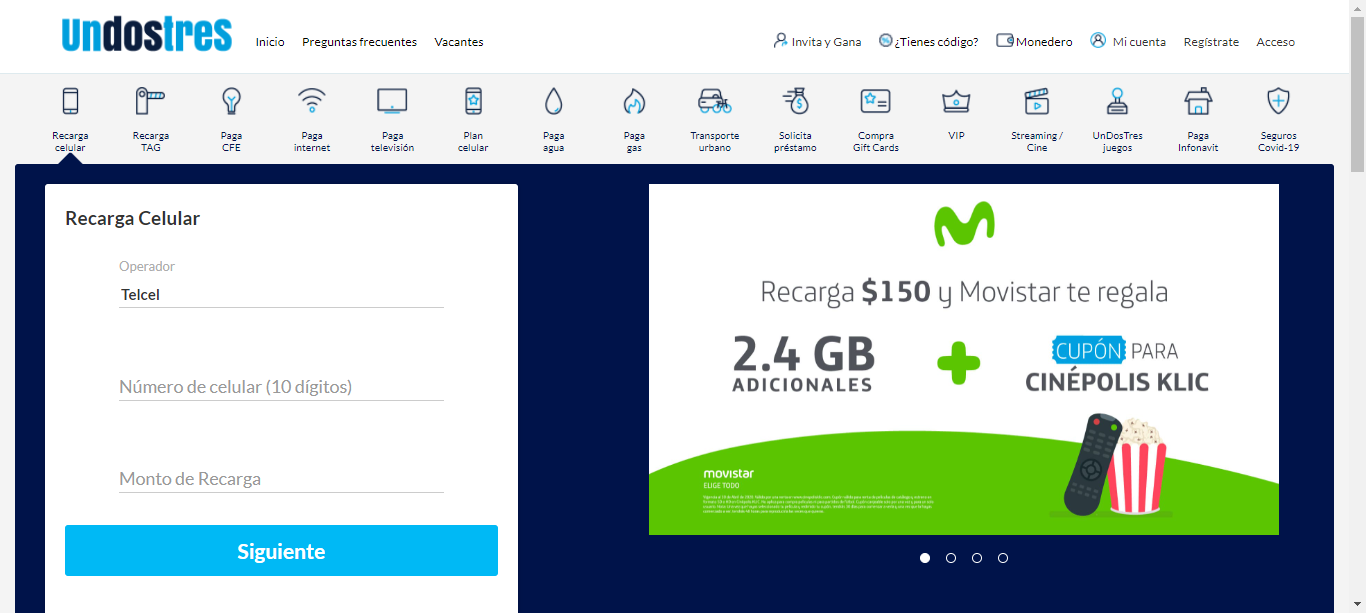 undostres
Inicio Preguntas frecuentes Vacantes
Invita y Gana ¿Tienes código? Monedero Mi cuenta Regístrate Acceso
Recarga celular
Recarga TAG
Paga CFE
Paga internet
Paga televisión
Plan celular
Paga agua
Paga gas
Transporte urbano
Solicita préstamo
Compra Gift Cards
VIP
Streaming / Cine
UnDosTres juegos
Paga Infonavit
Seguros Covid-19
Recarga Celular
Operador
Telcel
Número de celular (10 dígitos)
Monto de Recarga
Siguiente
Recarga $150 y Movistar te regala
2.4 GB
ADICIONALES
CUPÓN PARA
CINÉPOLIS KLIC
movistar
ELIGE TODO